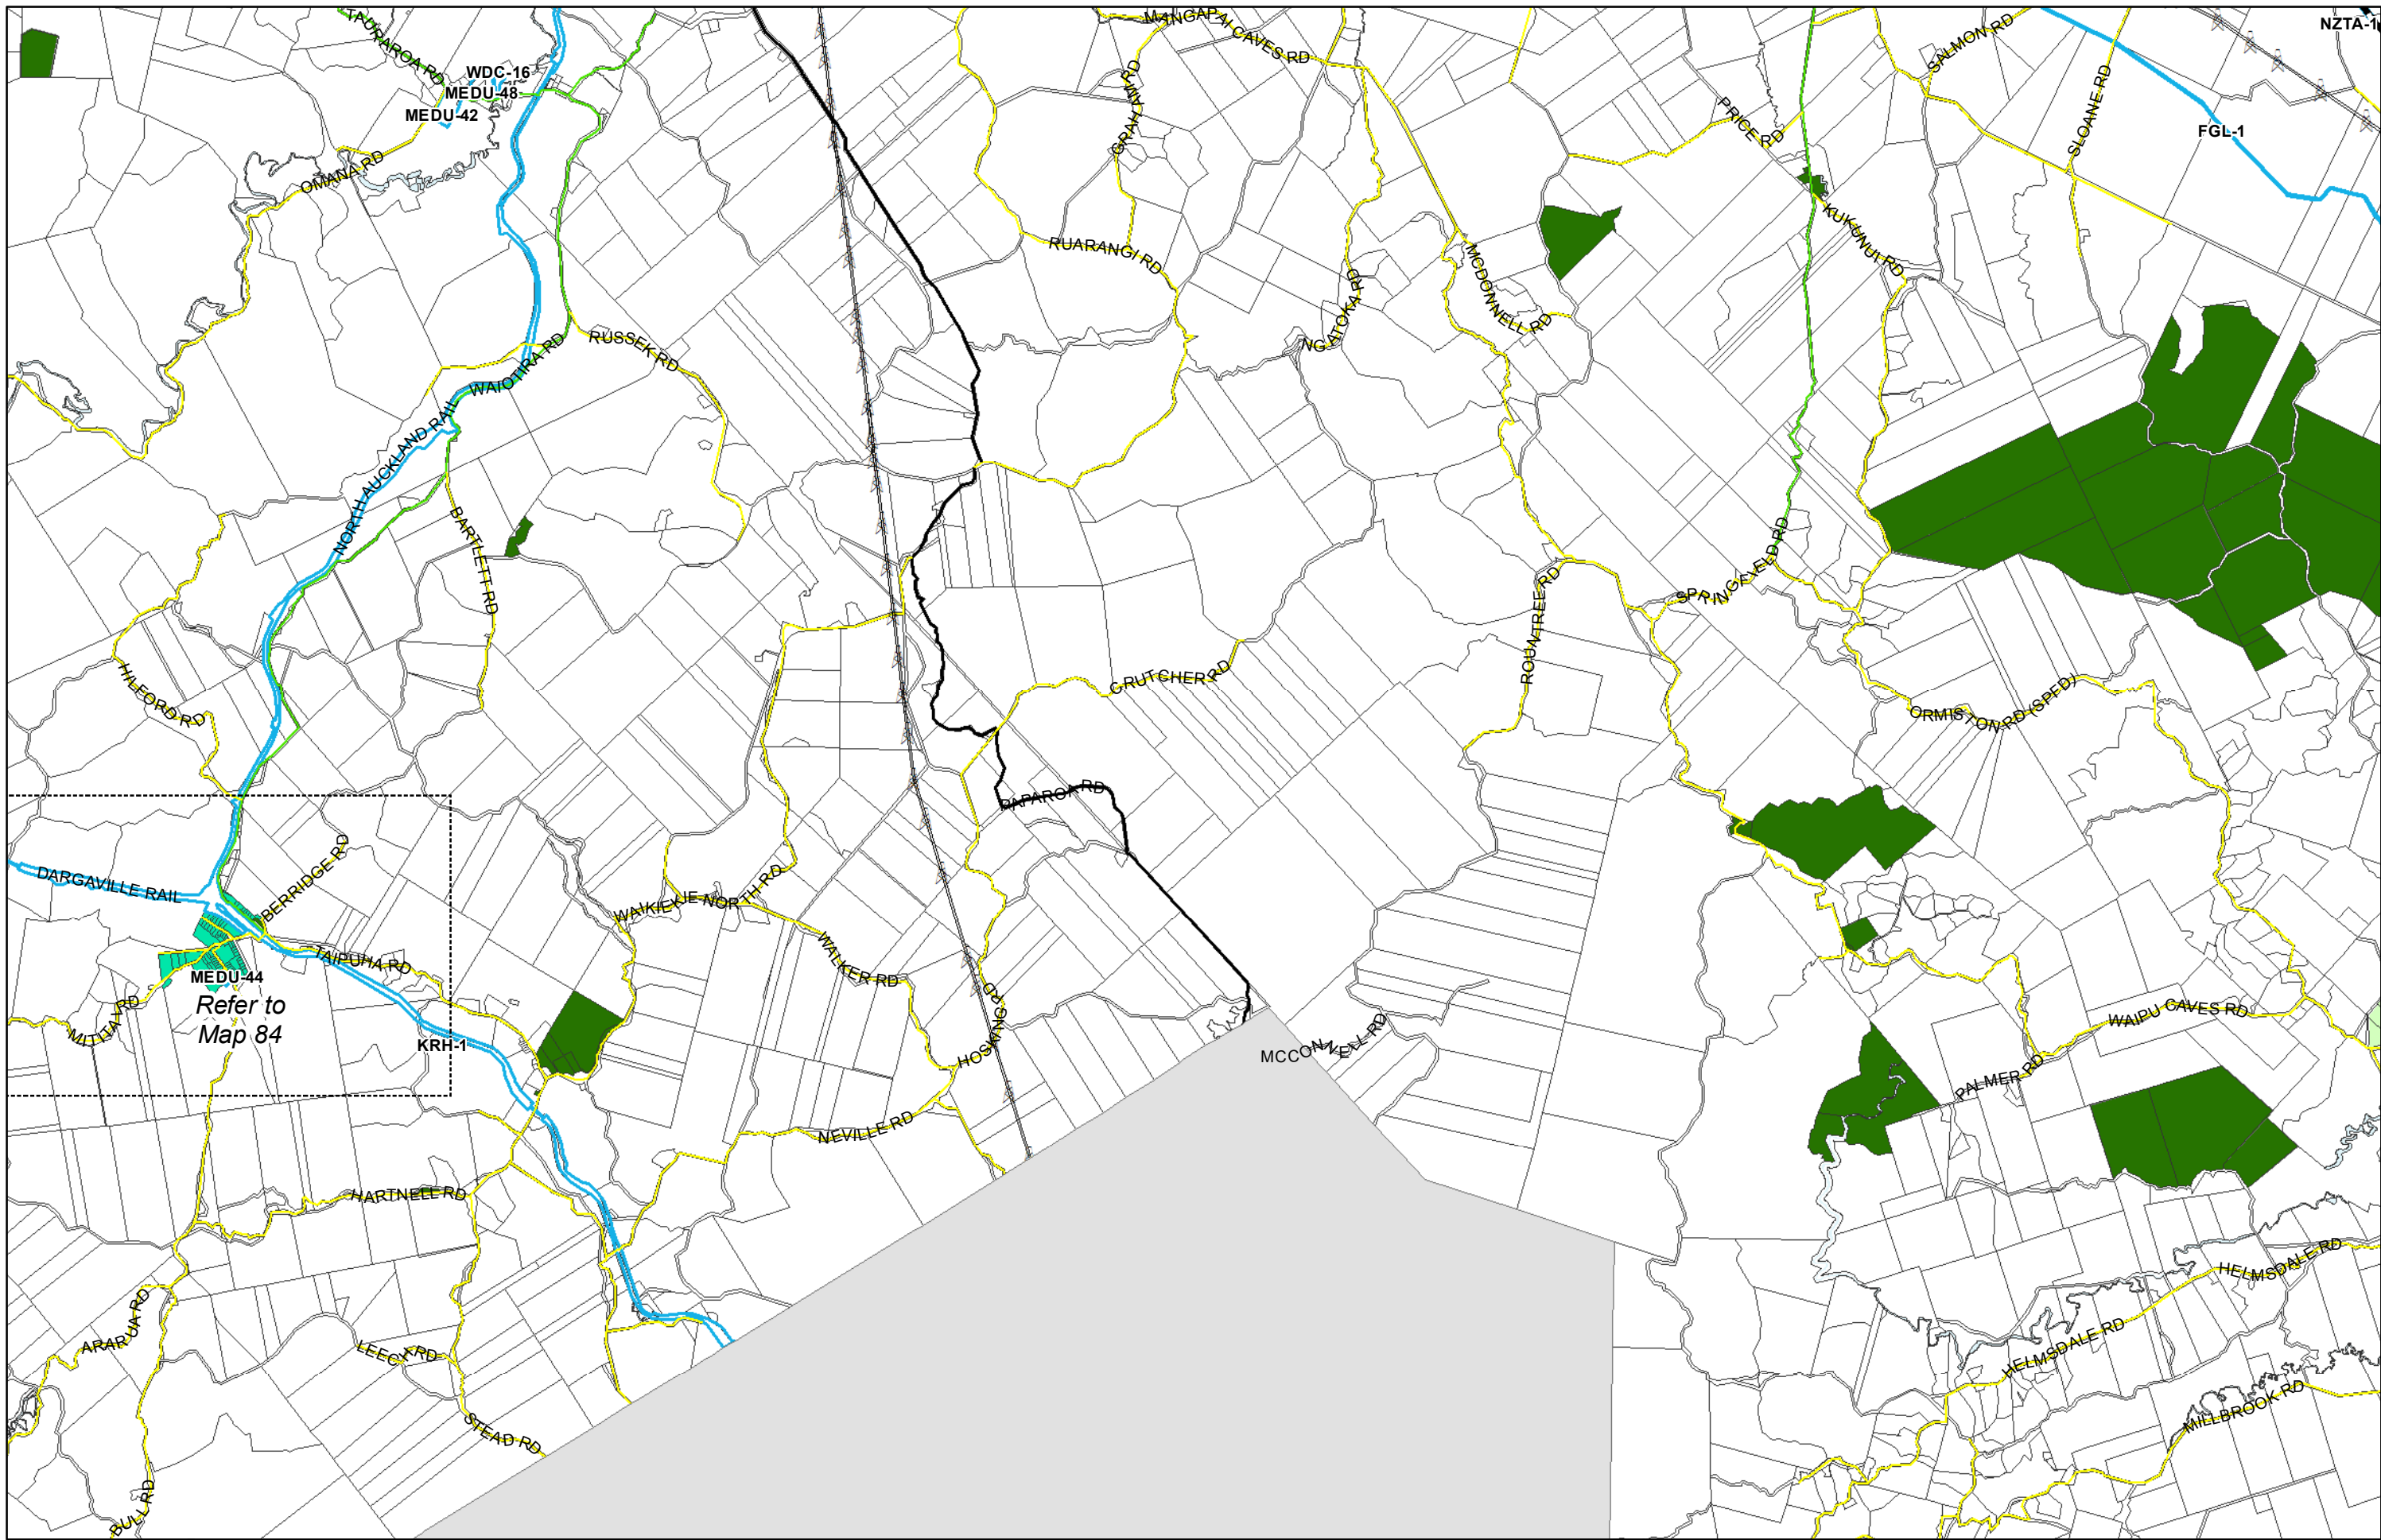 TAURAROA RD
MANGAPAI CAVES RD
SALMON RD
NZTA-1
WDC-16
MEDU-48
MEDU-42
GRAHAM RD
PRICE RD
SLOANE RD
FGL-1
OMANA RD
RUARANGI RD
KUKUNUI RD
MCDONNELL RD
NGATOKA RD
RUSSEK RD
WAIOTIRA RD
NORTH AUCKLAND RAIL
BARTLETT RD
SPRINGFIELD RD
ROUNTREE RD
HILFORD RD
CRUTCHER RD
ORMISTON RD (SPFD)
PAPAROA RD
DARGAVILLE RAIL
BERRIDGE RD
WAIKIEKIE NORTH RD
TAIPUHA RD
WALKER RD
MEDU-44
MITITA RD
Refer to
Map 84
KRH-1
HOSKING RD
MCCONNELL RD
WAIPU CAVES RD
PALMER RD
NEVILLE RD
HARTNELL RD
HELMSDALE RD
ARARUA RD
LEECH RD
HELMSDALE RD
MILLBROOK RD
STEAD RD
BULL RD